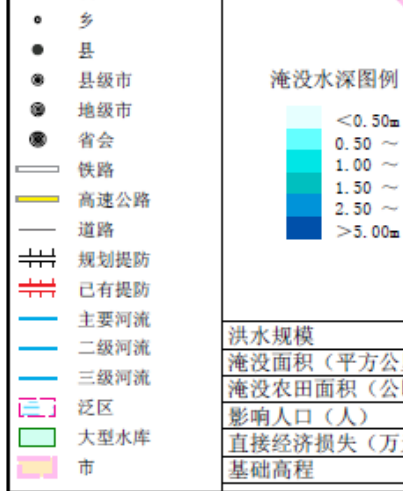 乡
县
县级市
地级市
省会
铁路
高速公路
道路
规划提防
已有提防
主要河流
二级河流
三级河流
泛区
大型水库
市
淹没水深图例
<0.50m
0.50 ~
1.00 ~
1.50 ~
2.50 ~
>5.00m
洪水规模
淹没面积（平方公
淹没农田面积（公
影响人口（人）
直接经济损失（万
基础高程